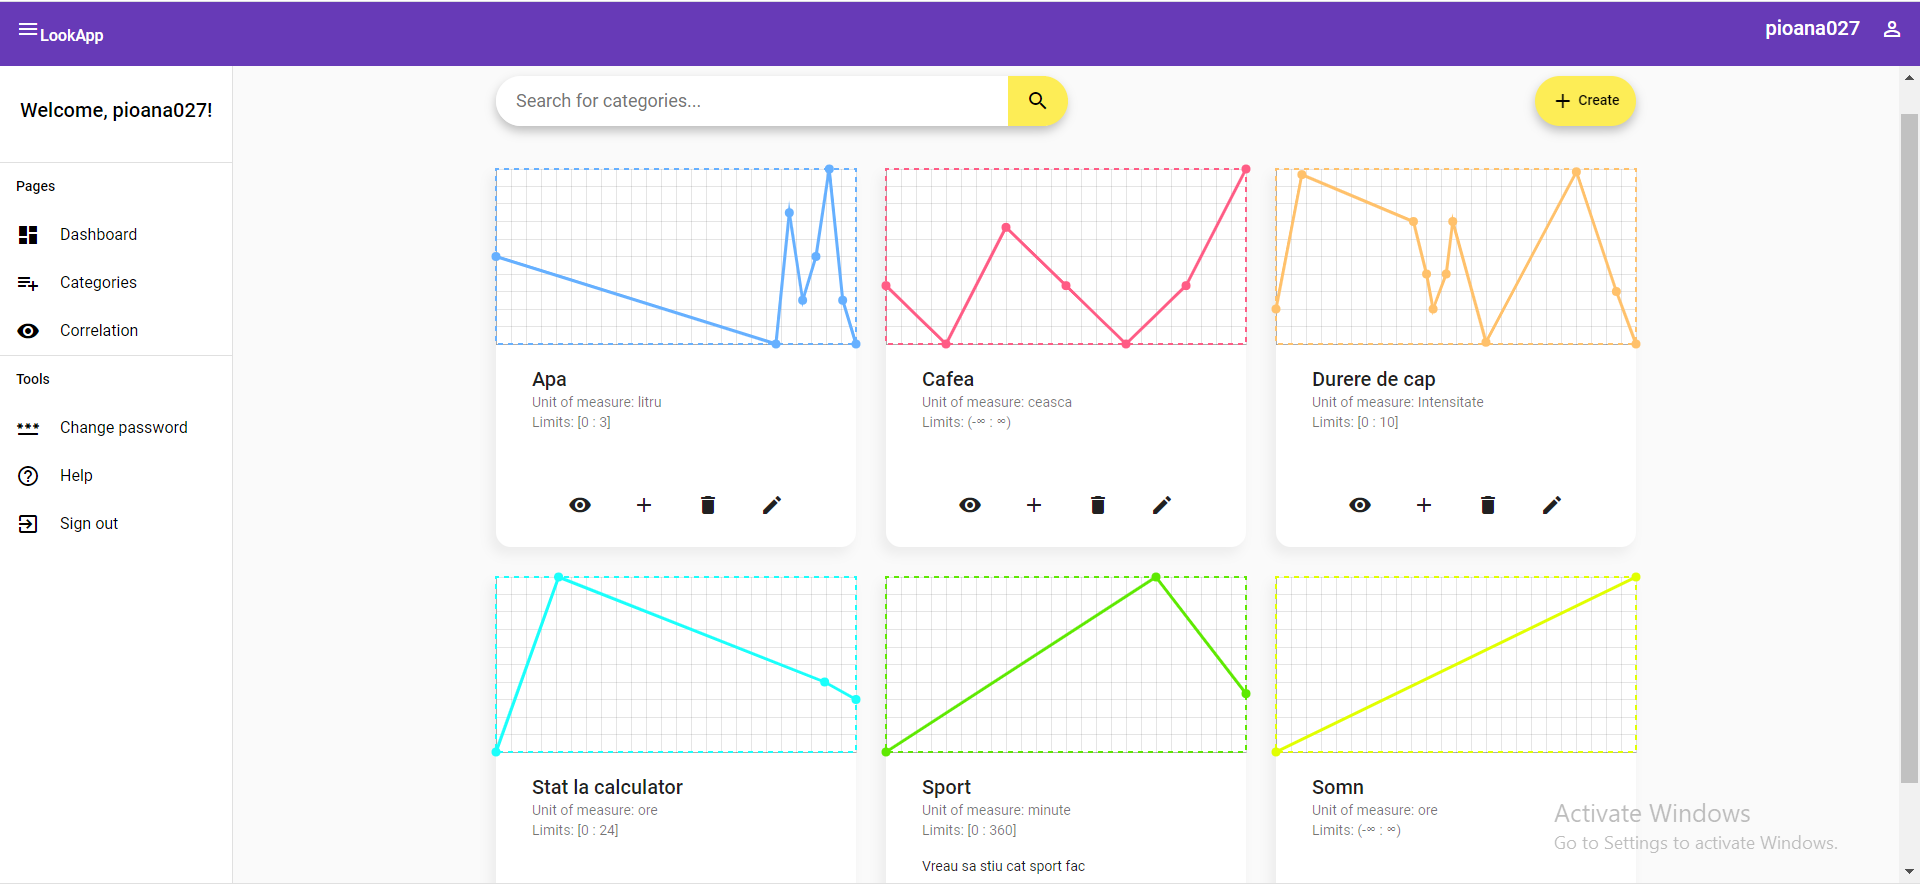 LookApp
pioana027
Welcome, pioana027!
Pages
Dashboard
Categories
Correlation
Tools
Change password
Help
Sign out
Search for categories...
Create
Apa
Unit of measure: litru
Limits: [0 : 3]
Cafea
Unit of measure: ceasca
Limits: (-∞ : ∞)
Durere de cap
Unit of measure: Intensitate
Limits: [0 : 10]
Stat la calculator
Unit of measure: ore
Limits: [0 : 24]
Sport
Unit of measure: minute
Limits: [0 : 360]
Vreau sa stiu cat sport fac
Somn
Unit of measure: ore
Limits: (-∞ : ∞)
Activate Windows
Go to Settings to activate Windows.